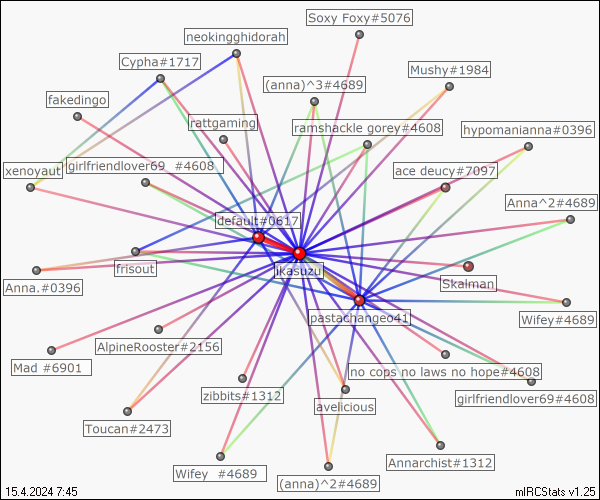 Soxy Foxy#5076
neokingghidorah
Cypha#1717
Mushy#1984
(anna)^3#4689
fakedingo
rattgaming
ramshackle gorey#4608
hypomanianna#0396
xenoyaut
girlfriendlover69 #4608
ace deucy#7097
Anna^2#4689
default#0617
frisout
ikasuzu
Skalman
Anna.#0396
pastachangeo41
Wifey#4689
AlpineRooster#2156
Mad #6901
no cops no laws no hope#4608
zibbits#1312
avelicious
girlfriendlover69#4608
Toucan#2473
Annarchist#1312
Wifey #4689
(anna)^2#4689
15.4.2024 7:45
mIRCStats v1.25